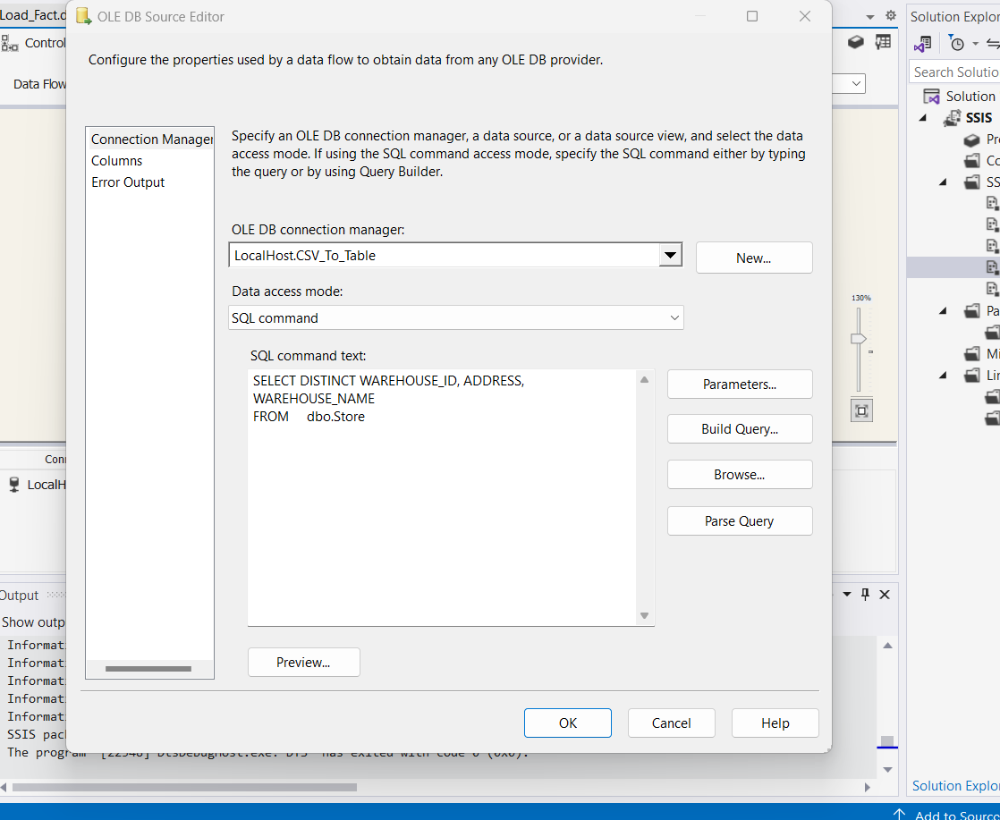 Load_Fact.d
OLE DB Source Editor
Solution Explor
Control
Configure the properties used by a data flow to obtain data from any OLE DB provider.
Search Solutio
Data Flow
Solution
SSIS
Connection Manager
Columns
Error Output
Specify an OLE DB connection manager, a data source, or a data source view, and select the data
access mode. If using the SQL command access mode, specify the SQL command either by typing
the query or by using Query Builder.
OLE DB connection manager:
LocalHost.CSV_To_Table
New...
Data access mode:
SQL command
SQL command text:
SELECT DISTINCT WAREHOUSE_ID, ADDRESS,
WAREHOUSE_NAME
FROM dbo.Store
Parameters...
Build Query...
Browse...
Parse Query
Preview...
OK
Cancel
Help
130%
Pr
Co
SS
Pa
Mi
Lin
Conn
LocalH
Output
Show outp
Informat
Informat
Informat
Informat
Informat
SSIS pack
The program '[22948] DtsDebugHost.exe: DTS' has exited with code 0 (0x0).
Solution Explor
Add to Source